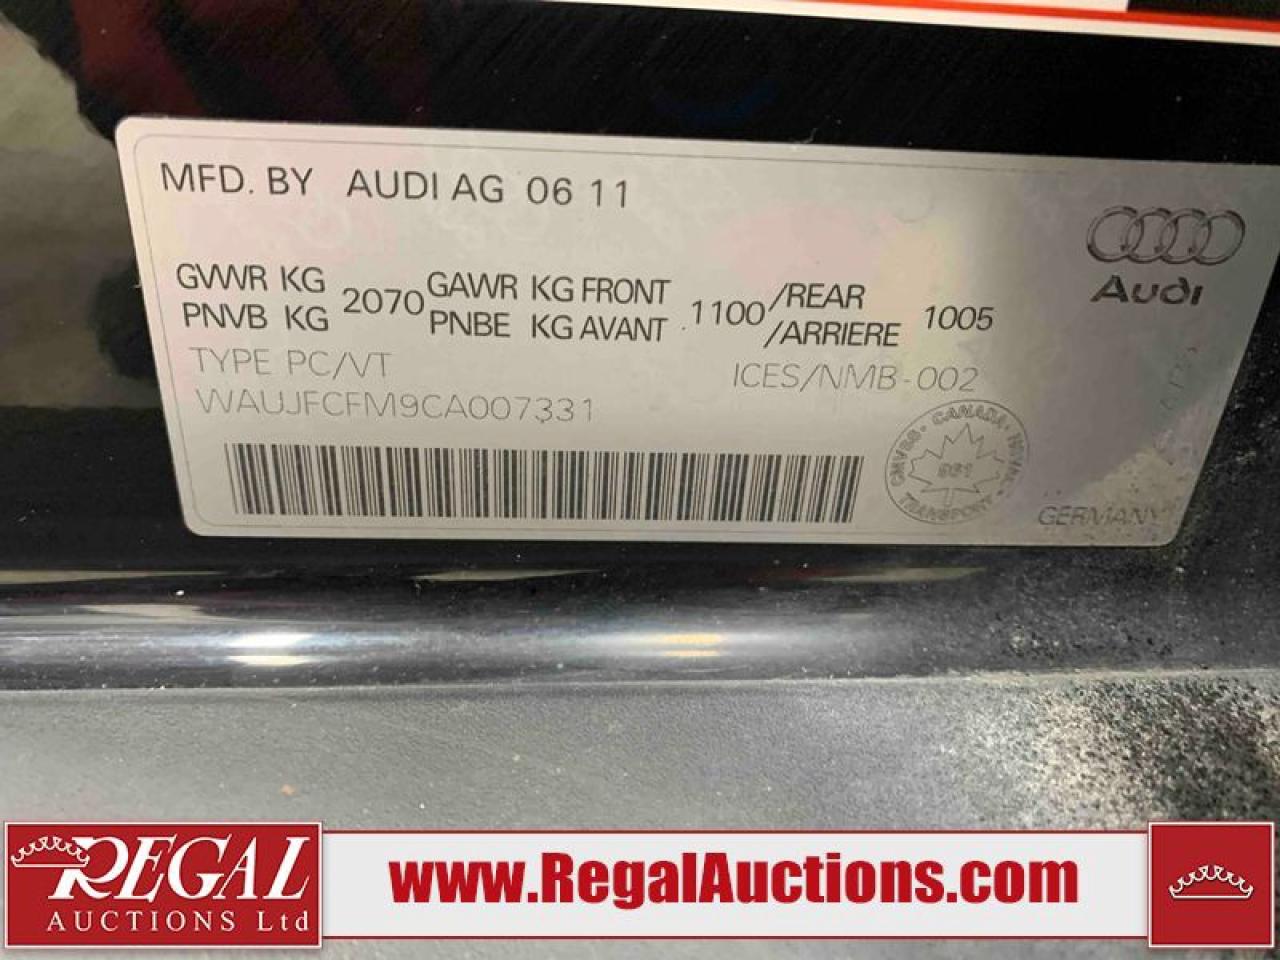 MFD. BY AUDI AG 06 11
Audi
GVWR KG 2070 GAWR KG FRONT 1100 /REAR 1005
PNVB KG PNBE KG AVANT /ARRIERE
TYPE PC/VT ICES/NMB-002
WAUJFCFM9CA007331
CANADA
TRANSPORT
GERMANY
REGAL
AUCTIONS Ltd
www.RegalAuctions.com